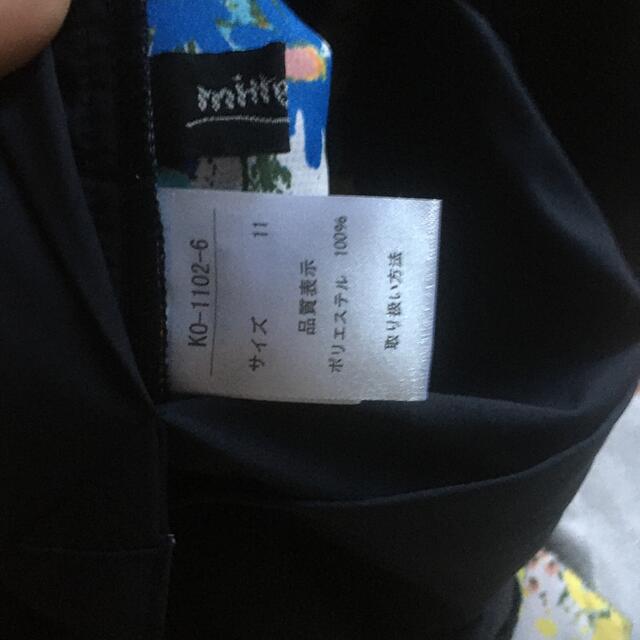 KO-1102-6
サイズ 11
品質表示
ポリエステル 100%
取り扱い方法